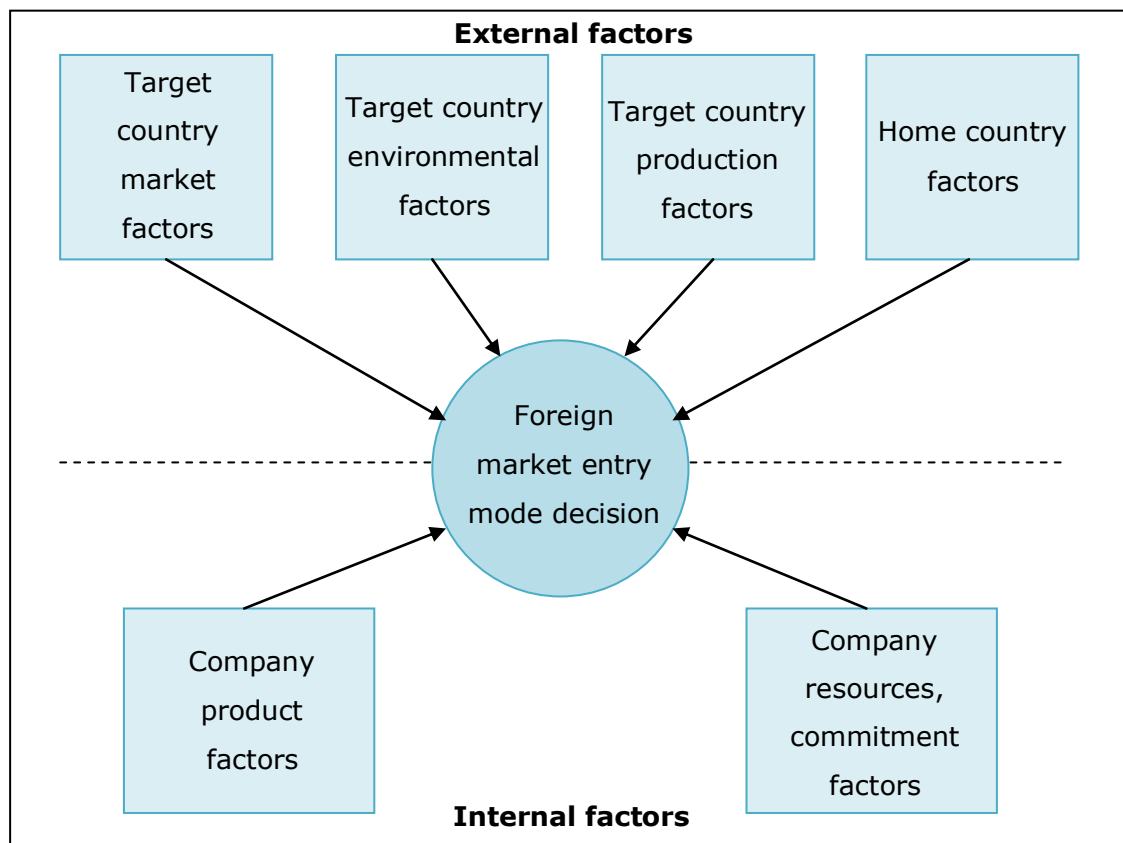 External factors
Target
country
market
factors
Target country
environmental
factors
Target country
production
factors
Home country
factors
Foreign
market entry
mode decision
Company
product
factors
Company
resources,
commitment
factors
Internal factors